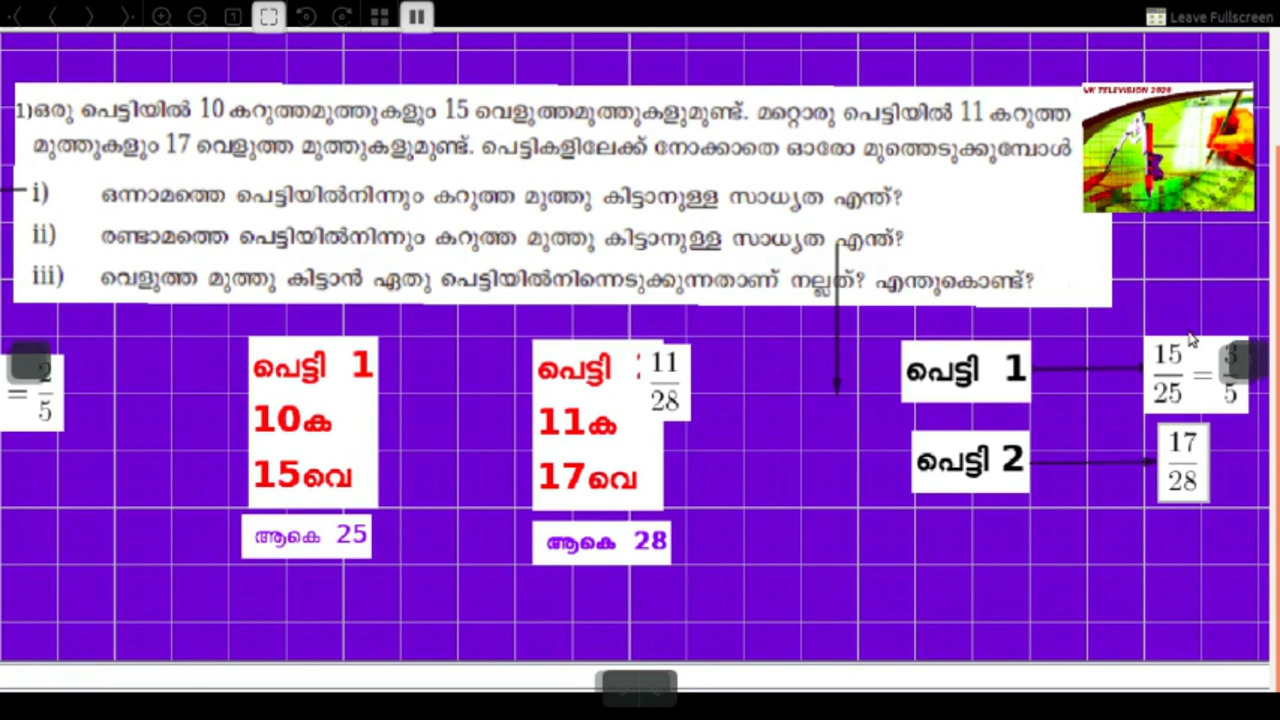 Leave Fullscreen
1)ഒരു പെട്ടിയിൽ 10 കറുത്തമുത്തുകളും 15 വെളുത്തമുത്തുകളുമുണ്ട്. മറ്റൊരു പെട്ടിയിൽ 11 കറുത്ത
മുത്തുകളും 17 വെളുത്ത മുത്തുകളുമുണ്ട്. പെട്ടികളിലേക്ക് നോക്കാതെ ഓരോ മുത്തെടുക്കുമ്പോൾ
i) ഒന്നാമത്തെ പെട്ടിയിൽനിന്നും കറുത്ത മുത്തു കിട്ടാനുള്ള സാധ്യത എന്ത്?
ii) രണ്ടാമത്തെ പെട്ടിയിൽനിന്നും കറുത്ത മുത്തു കിട്ടാനുള്ള സാധ്യത എന്ത്?
iii) വെളുത്ത മുത്തു കിട്ടാൻ ഏതു പെട്ടിയിൽനിന്നെടുക്കുന്നതാണ് നല്ലത്? എന്തുകൊണ്ട്?
VK TELEVISION 2020
= 2/5
പെട്ടി 1
10ക
15വെ
ആകെ 25
പെട്ടി
11ക
17വെ
11/28
ആകെ 28
പെട്ടി 1
15/25 = 3/5
പെട്ടി 2
17/28